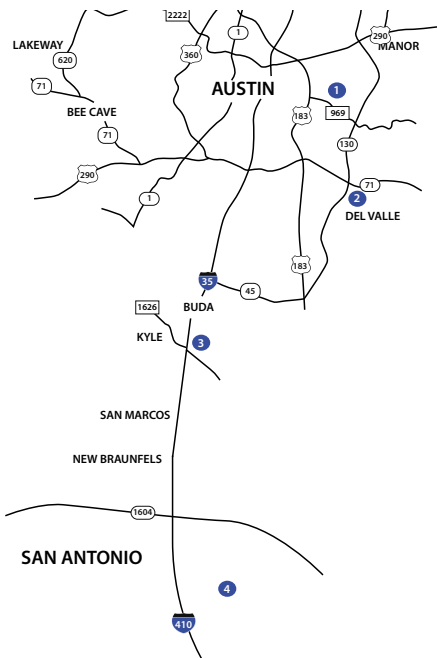 2222
LAKEWAY
1
290
MANOR
620
360
71
AUSTIN
1
BEE CAVE
969
183
71
130
290
71
1
2
DEL VALLE
183
35
45
1626
BUDA
KYLE
3
SAN MARCOS
NEW BRAUNFELS
1604
SAN ANTONIO
4
410